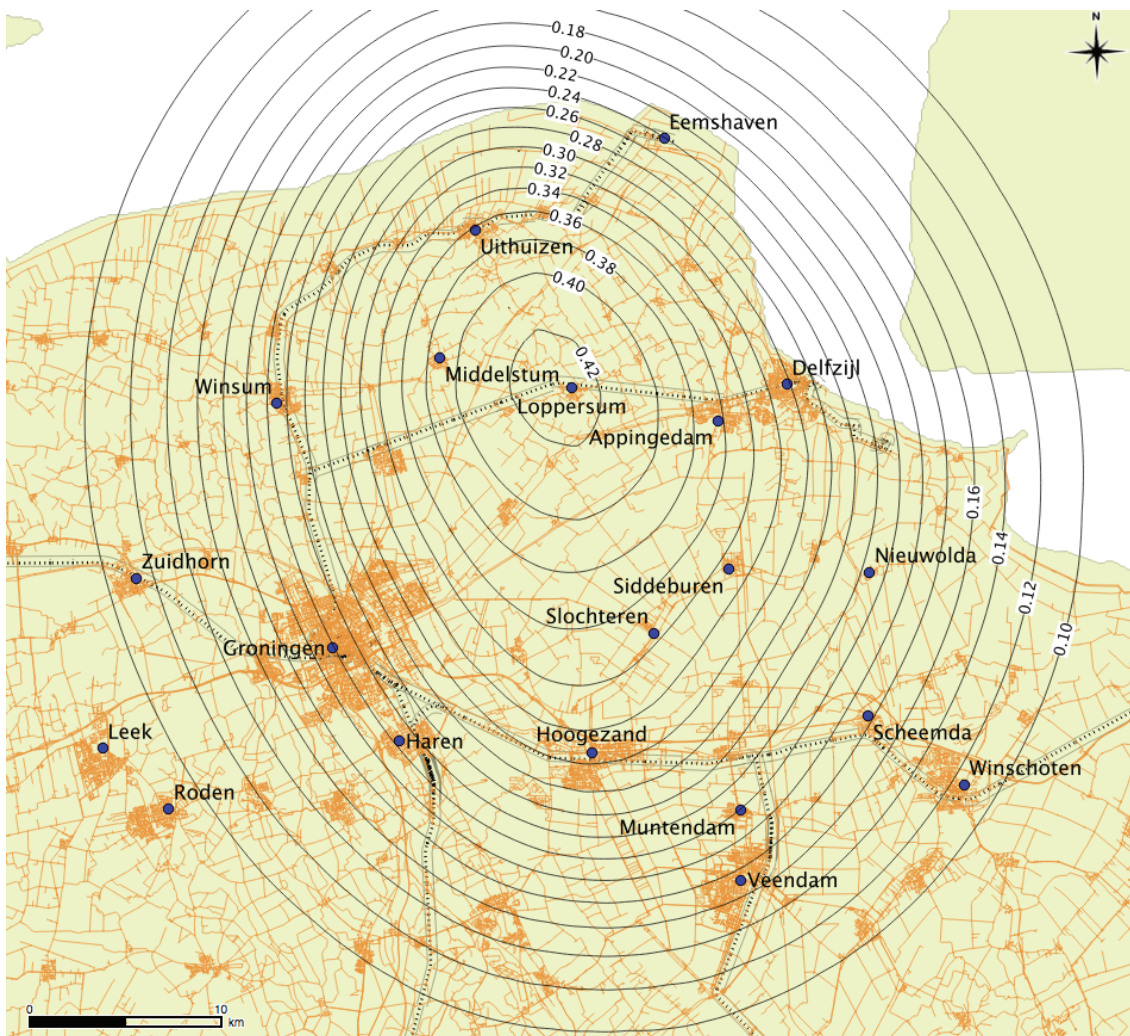 N
0.18
0.20
0.22
0.24
0.26
0.28
0.30
0.32
0.34
0.36
0.38
0.40
0.42
Eemshaven
Uithuizen
Middelstum
Winsum
Loppersum
Delfzijl
Appingedam
0.16
0.14
0.12
0.10
Zuidhorn
Nieuwolda
Siddeburen
Slochteren
Groningen
Leek
Haren
Hoogezand
Scheemda
Winschoten
Roden
Muntendam
Veendam
0
10
km